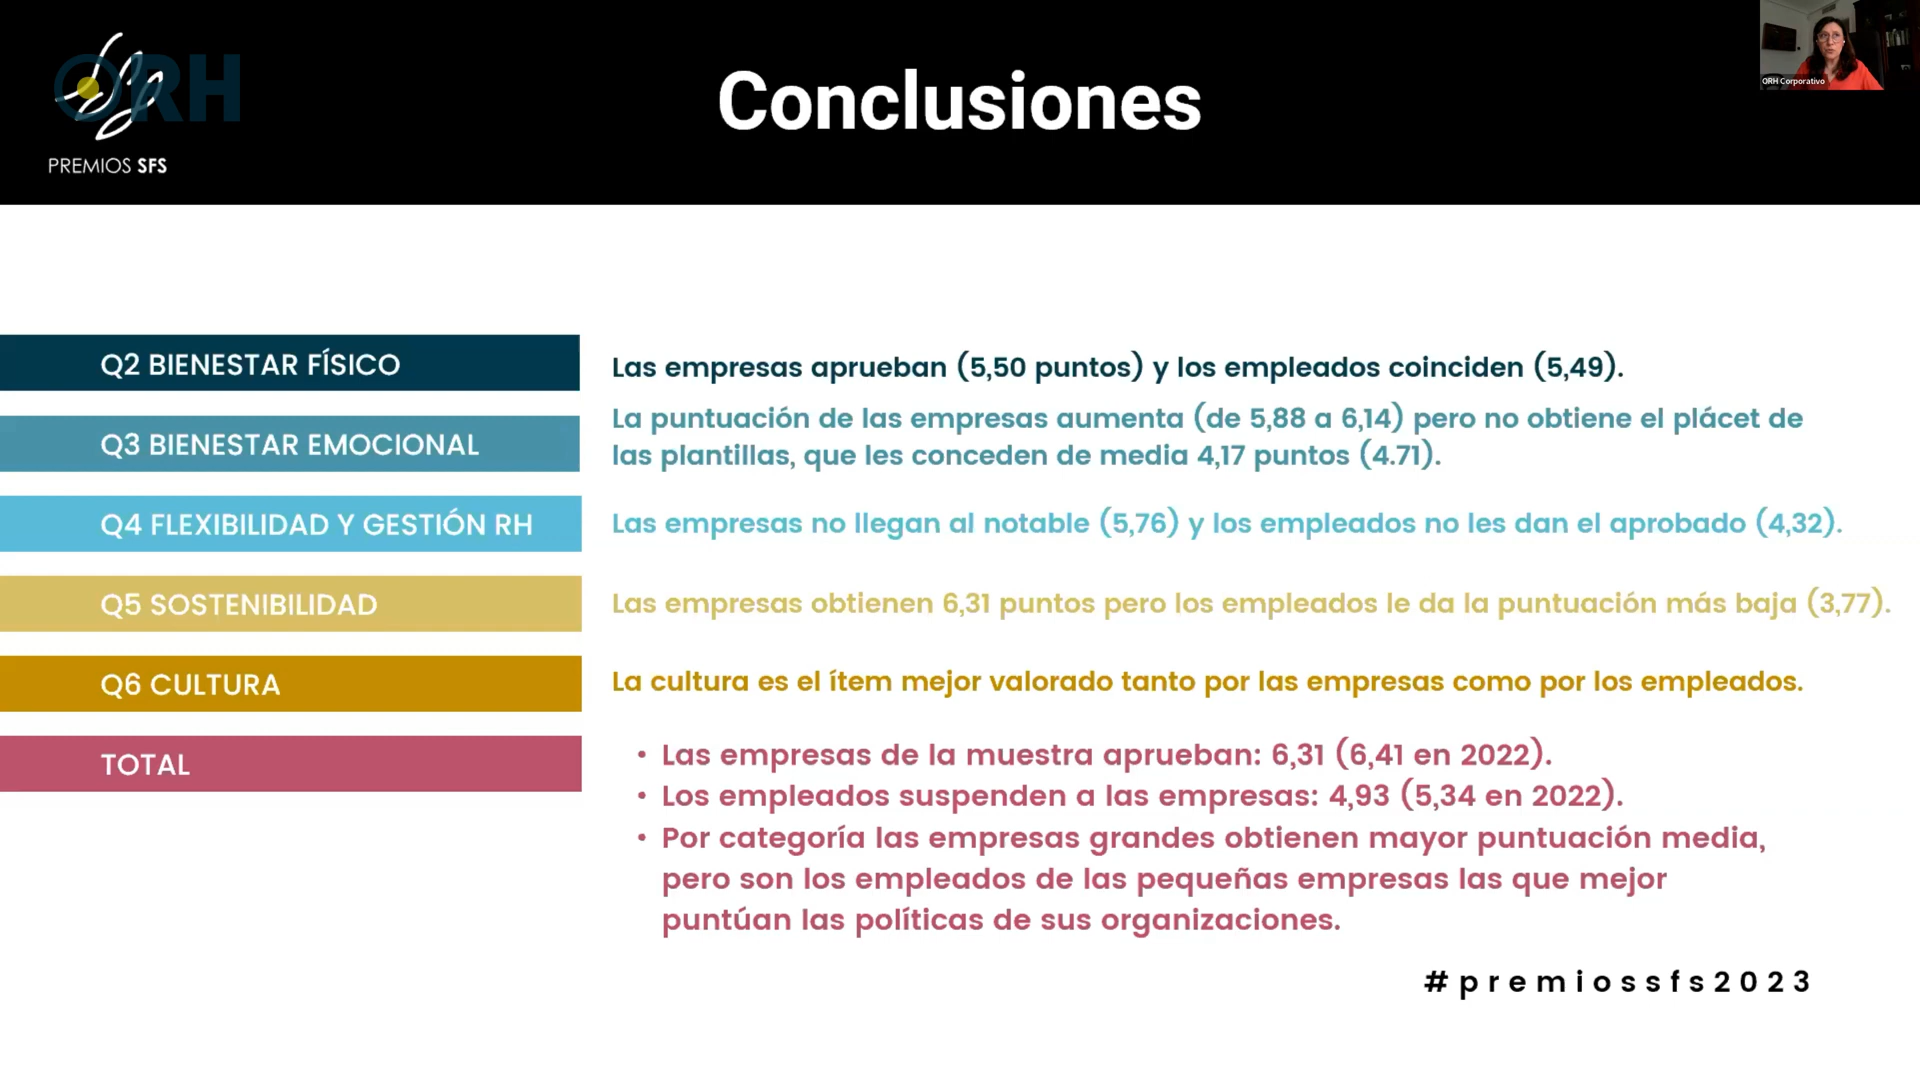 ORH
PREMIOS SFS
Conclusiones
ORH Corporativo
Q2 BIENESTAR FÍSICO
Las empresas aprueban (5,50 puntos) y los empleados coinciden (5,49).
Q3 BIENESTAR EMOCIONAL
La puntuación de las empresas aumenta (de 5,88 a 6,14) pero no obtiene el plácet de
las plantillas, que les conceden de media 4,17 puntos (4.71).
Q4 FLEXIBILIDAD Y GESTIÓN RH
Las empresas no llegan al notable (5,76) y los empleados no les dan el aprobado (4,32).
Q5 SOSTENIBILIDAD
Las empresas obtienen 6,31 puntos pero los empleados le da la puntuación más baja (3,77).
Q6 CULTURA
La cultura es el ítem mejor valorado tanto por las empresas como por los empleados.
TOTAL
• Las empresas de la muestra aprueban: 6,31 (6,41 en 2022).
• Los empleados suspenden a las empresas: 4,93 (5,34 en 2022).
• Por categoría las empresas grandes obtienen mayor puntuación media,
pero son los empleados de las pequeñas empresas las que mejor
puntúan las políticas de sus organizaciones.
#premiossfs2023